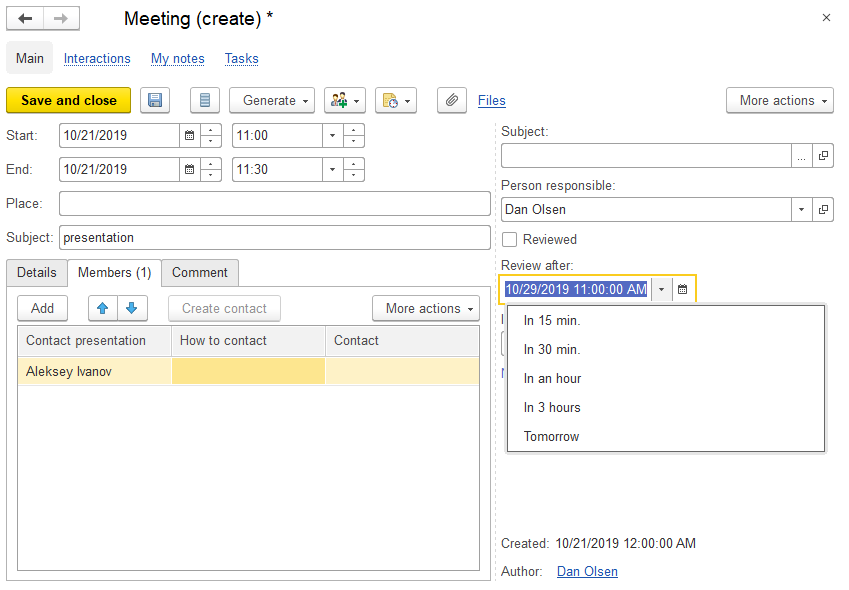 Meeting (create) *
Main Interactions My notes Tasks
Save and close Generate Files More actions
Start: 10/21/2019 11:00
End: 10/21/2019 11:30
Place:
Subject: presentation
Details Members (1) Comment
Add Create contact More actions
Contact presentation How to contact Contact
Aleksey Ivanov
Subject:
...
Person responsible:
Dan Olsen
Reviewed
Review after:
10/29/2019 11:00:00 AM
In 15 min.
In 30 min.
In an hour
In 3 hours
Tomorrow
Created: 10/21/2019 12:00:00 AM
Author: Dan Olsen